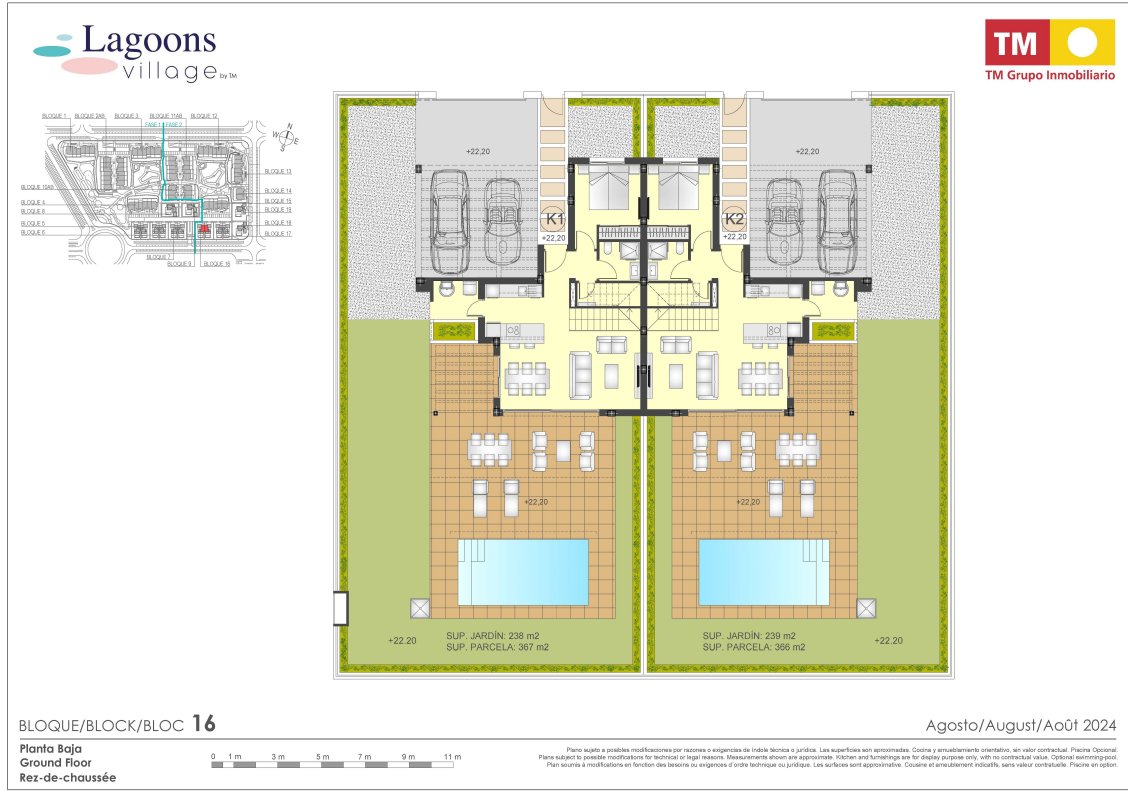 Lagoons
village by TM
TM
TM Grupo Inmobiliario
BLOQUE 1
BLOQUE 2AB
BLOQUE 3
BLOQUE 11AB
BLOQUE 12
FASE 1
FASE 2
N
W
E
S
BLOQUE 13
BLOQUE 10AB
BLOQUE 14
BLOQUE 4
BLOQUE 15
BLOQUE 8
BLOQUE 19
BLOQUE 5
BLOQUE 18
BLOQUE 6
BLOQUE 17
BLOQUE 7
BLOQUE 9
BLOQUE 16
+22,20
+22,20
K1
K2
+22,20
+22,20
+22,20
+22,20
SUP. JARDÍN: 238 m2
SUP. PARCELA: 367 m2
+22.20
SUP. JARDÍN: 239 m2
SUP. PARCELA: 366 m2
+22.20
BLOQUE/BLOCK/BLOC 16
Agosto/August/Août 2024
Planta Baja
Ground Floor
Rez-de-chaussée
0 1 m 3 m 5 m 7 m 9 m 11 m
Plano sujeto a posibles modificaciones por razones o exigencias de índole técnica o jurídica. Las superficies son aproximadas. Cocina y amueblamiento orientativo, sin valor contractual. Piscina Opcional.
Plans subject to possible modifications for technical or legal reasons. Measurements shown are approximate. Kitchen and furnishings are for display purpose only, with no contractual value. Optional swimming-pool.
Plan soumis à modifications en fonction des besoins ou exigences d'ordre technique ou juridique. Les surfaces sont approximative. Cousine et ameublement indicatifs, sans valeur contratuelle. Piscine en option.